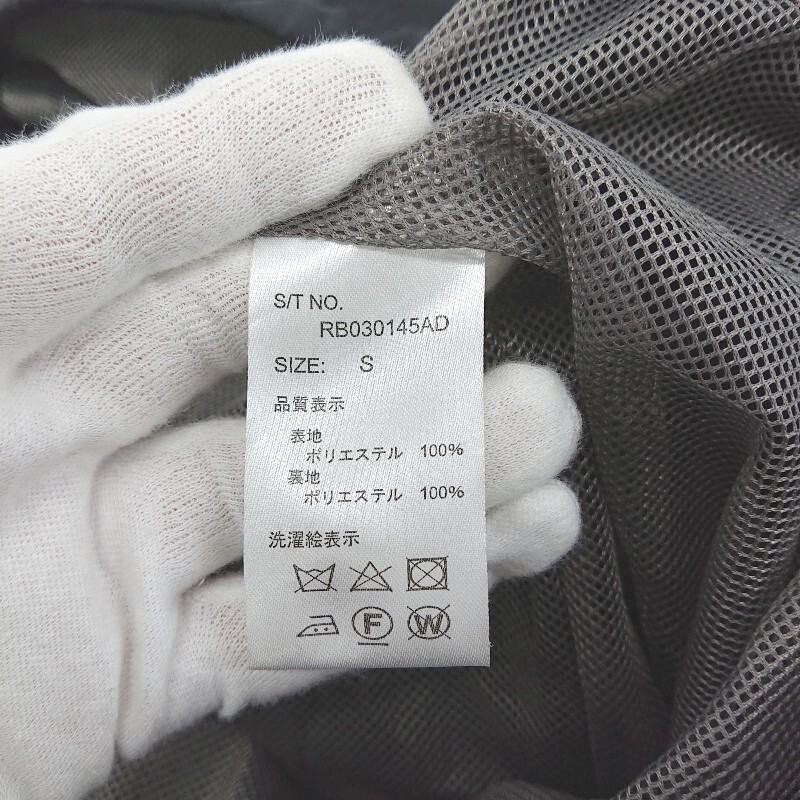 S/T NO.
RB030145AD
SIZE: S
品質表示
表地
ポリエステル 100%
裏地
ポリエステル 100%
洗濯絵表示
F W